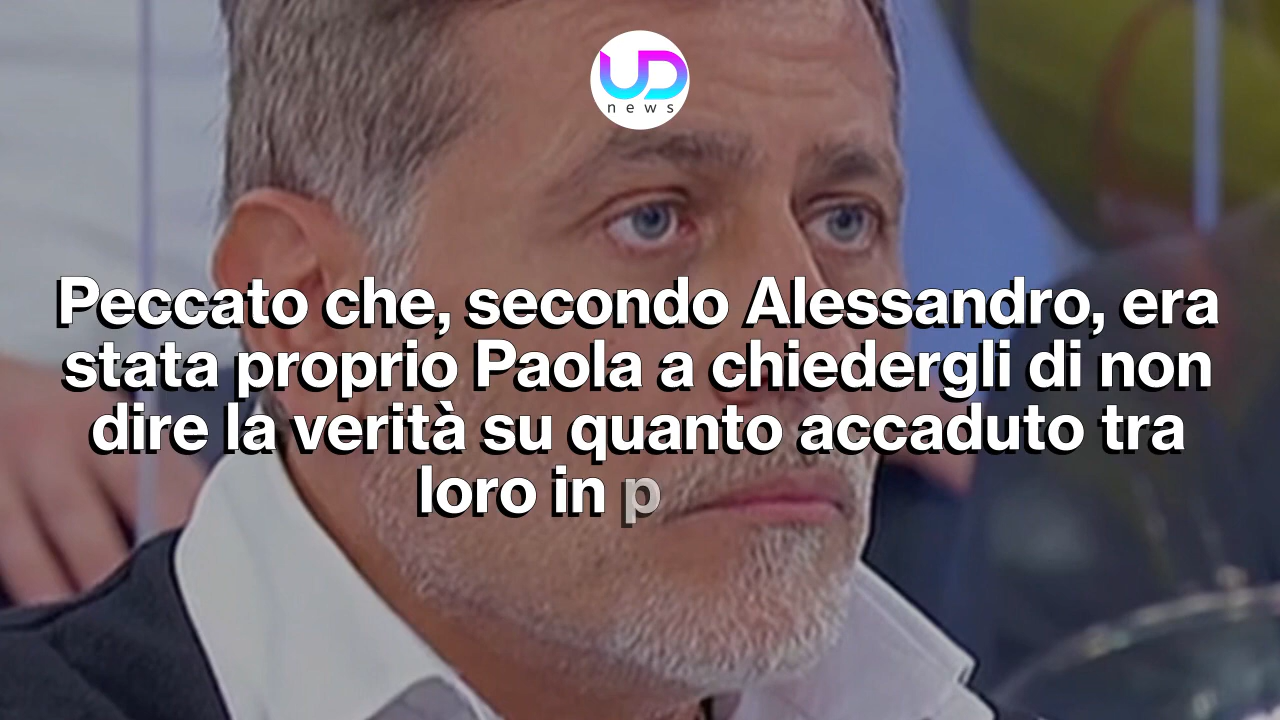 UD
news
Peccato che, secondo Alessandro, era
stata proprio Paola a chiedergli di non
dire la verità su quanto accaduto tra
loro in p